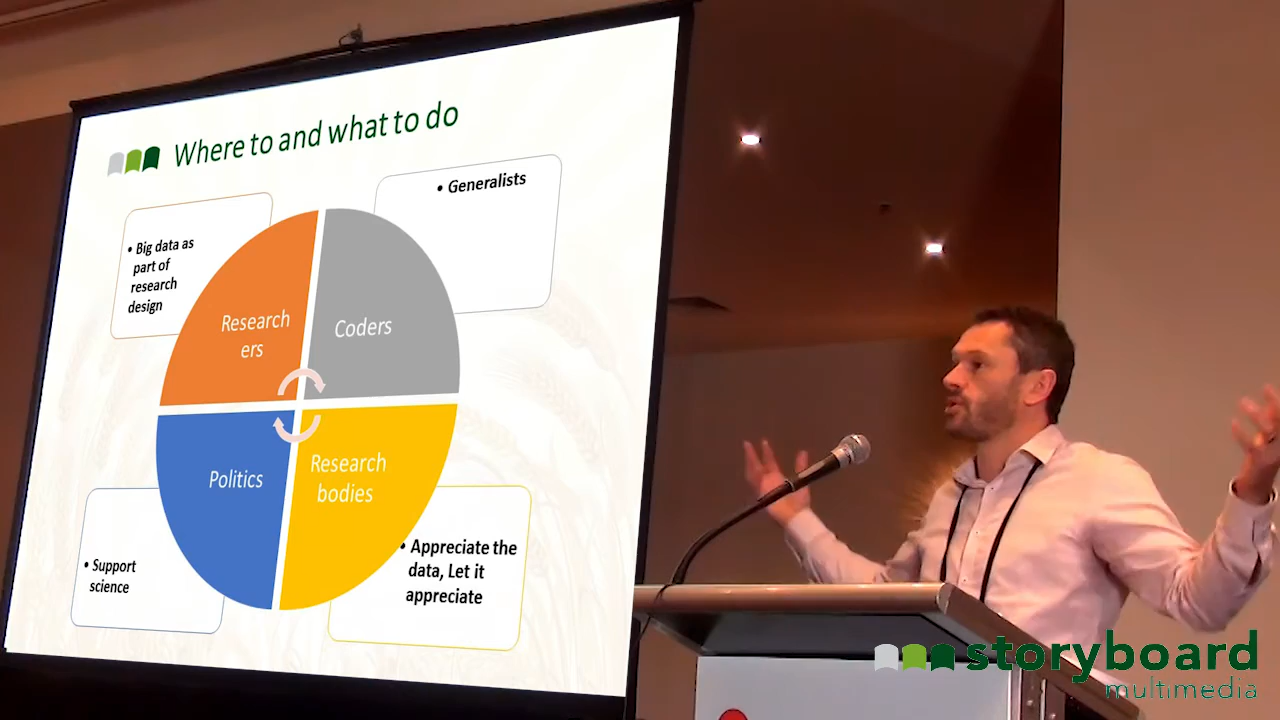 Where to and what to do
• Big data as
part of
research
design
• Generalists
Research
ers
Coders
Politics
Research
bodies
• Support
science
• Appreciate the
data, Let it
appreciate
storyboard
multimedia